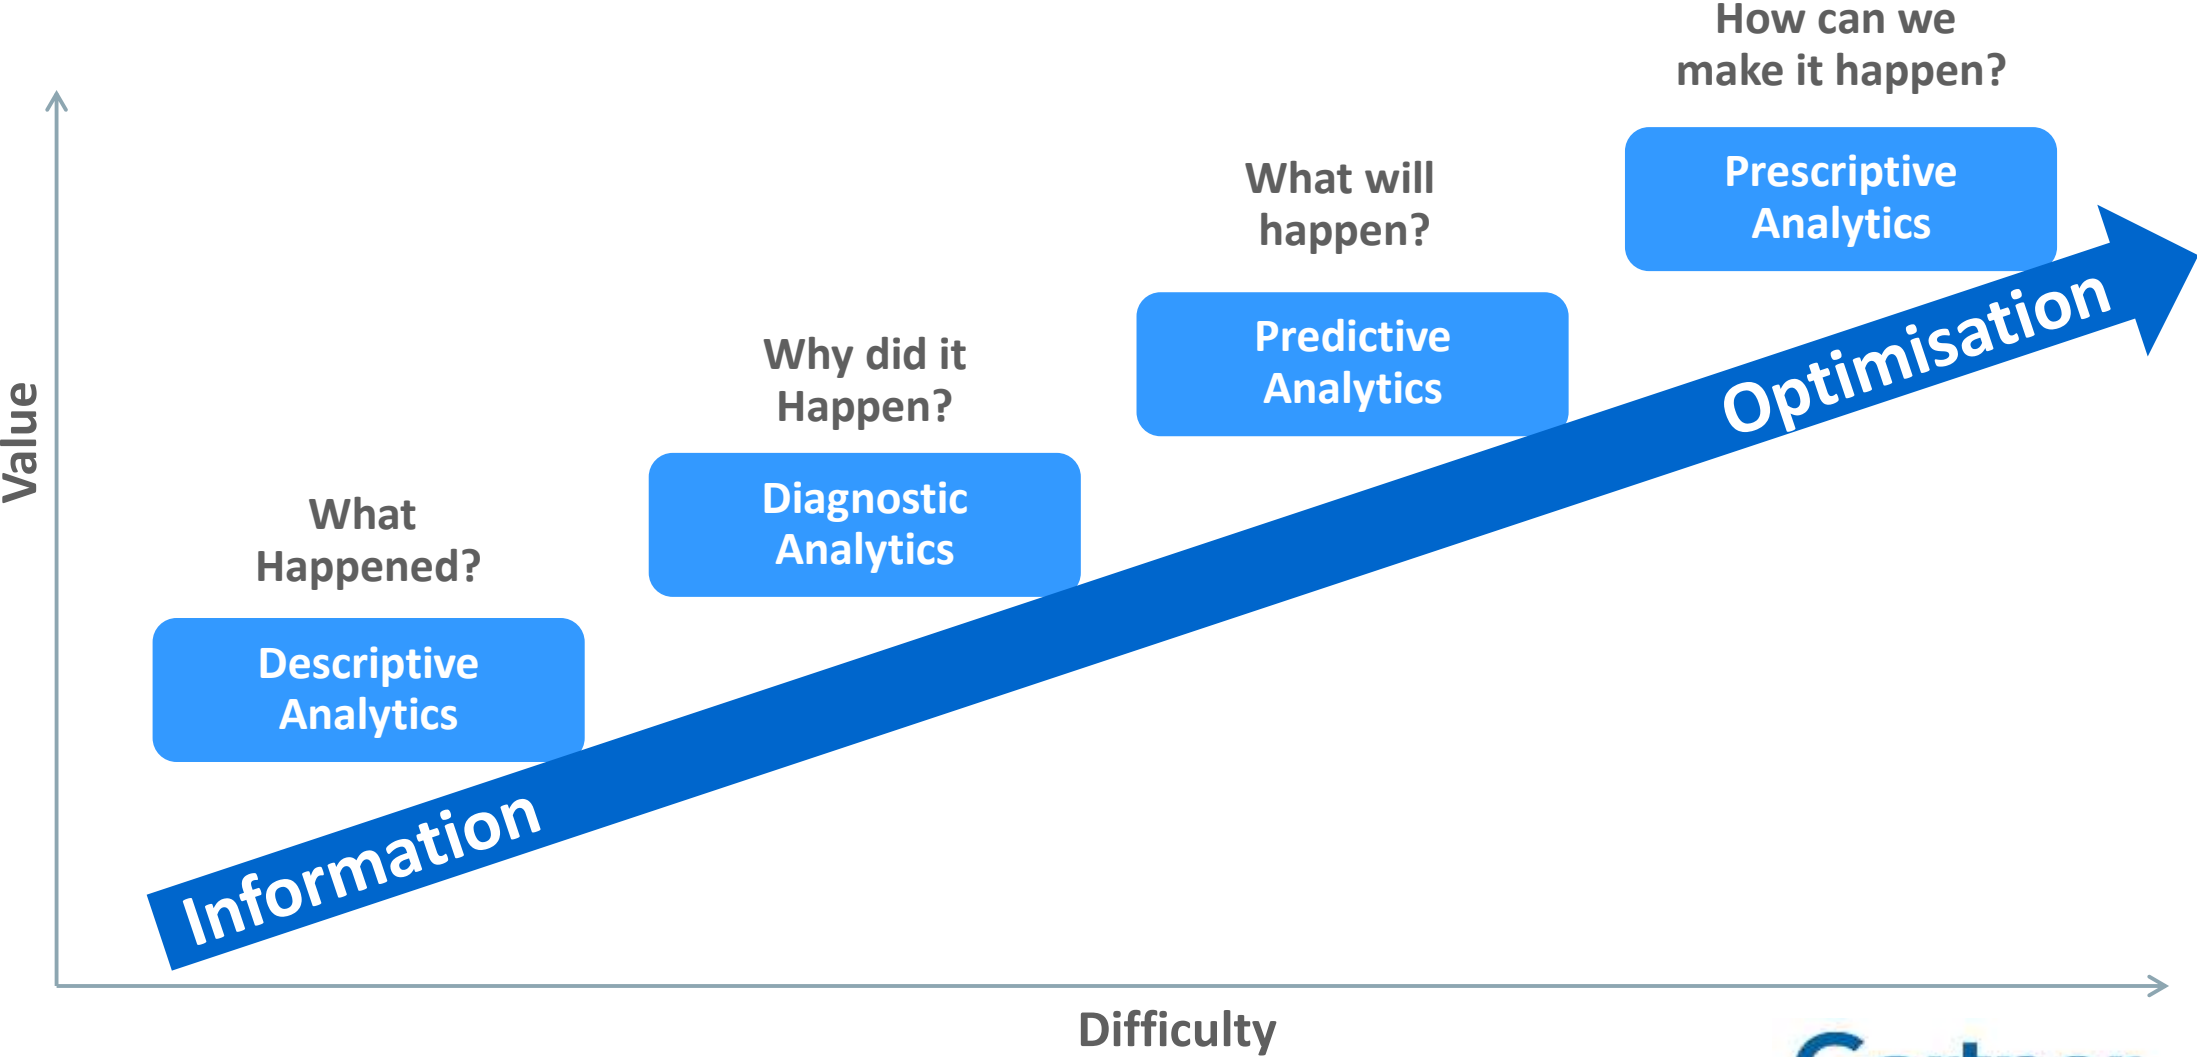 How can we
make it happen?
Prescriptive
Analytics
What will
happen?
Predictive
Analytics
Why did it
Happen?
Diagnostic
Analytics
What
Happened?
Descriptive
Analytics
Value
Information
Optimisation
Difficulty